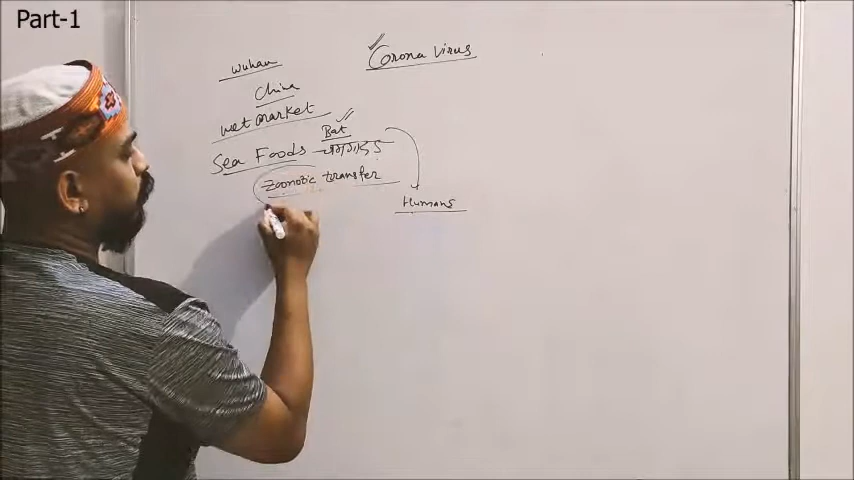 Part-1
Corona Virus
Wuhan
China
wet market
Bat
Sea Foods
Zoonotic transfer
Humans